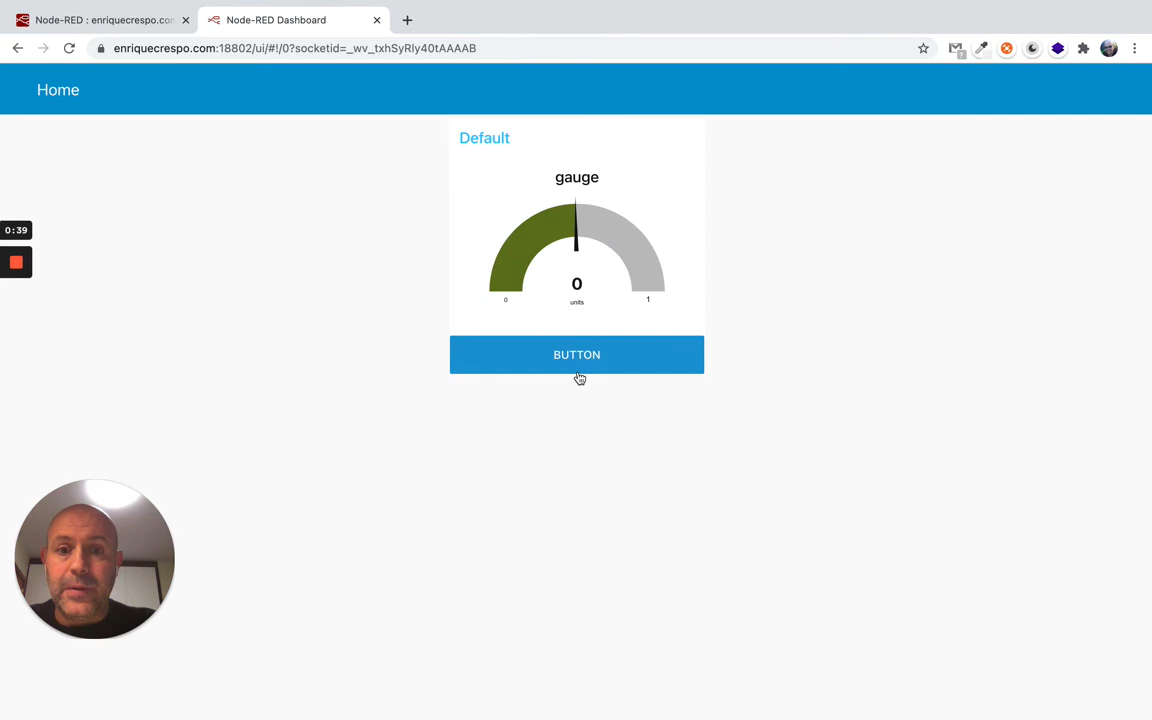 Node-RED : enriquecrespo.con
Node-RED Dashboard
enriquecrespo.com:18802/ui/#!/0?socketid=_wv_txhSyRly40tAAAAB
Home
Default
gauge
0
0
units
1
BUTTON
0:39